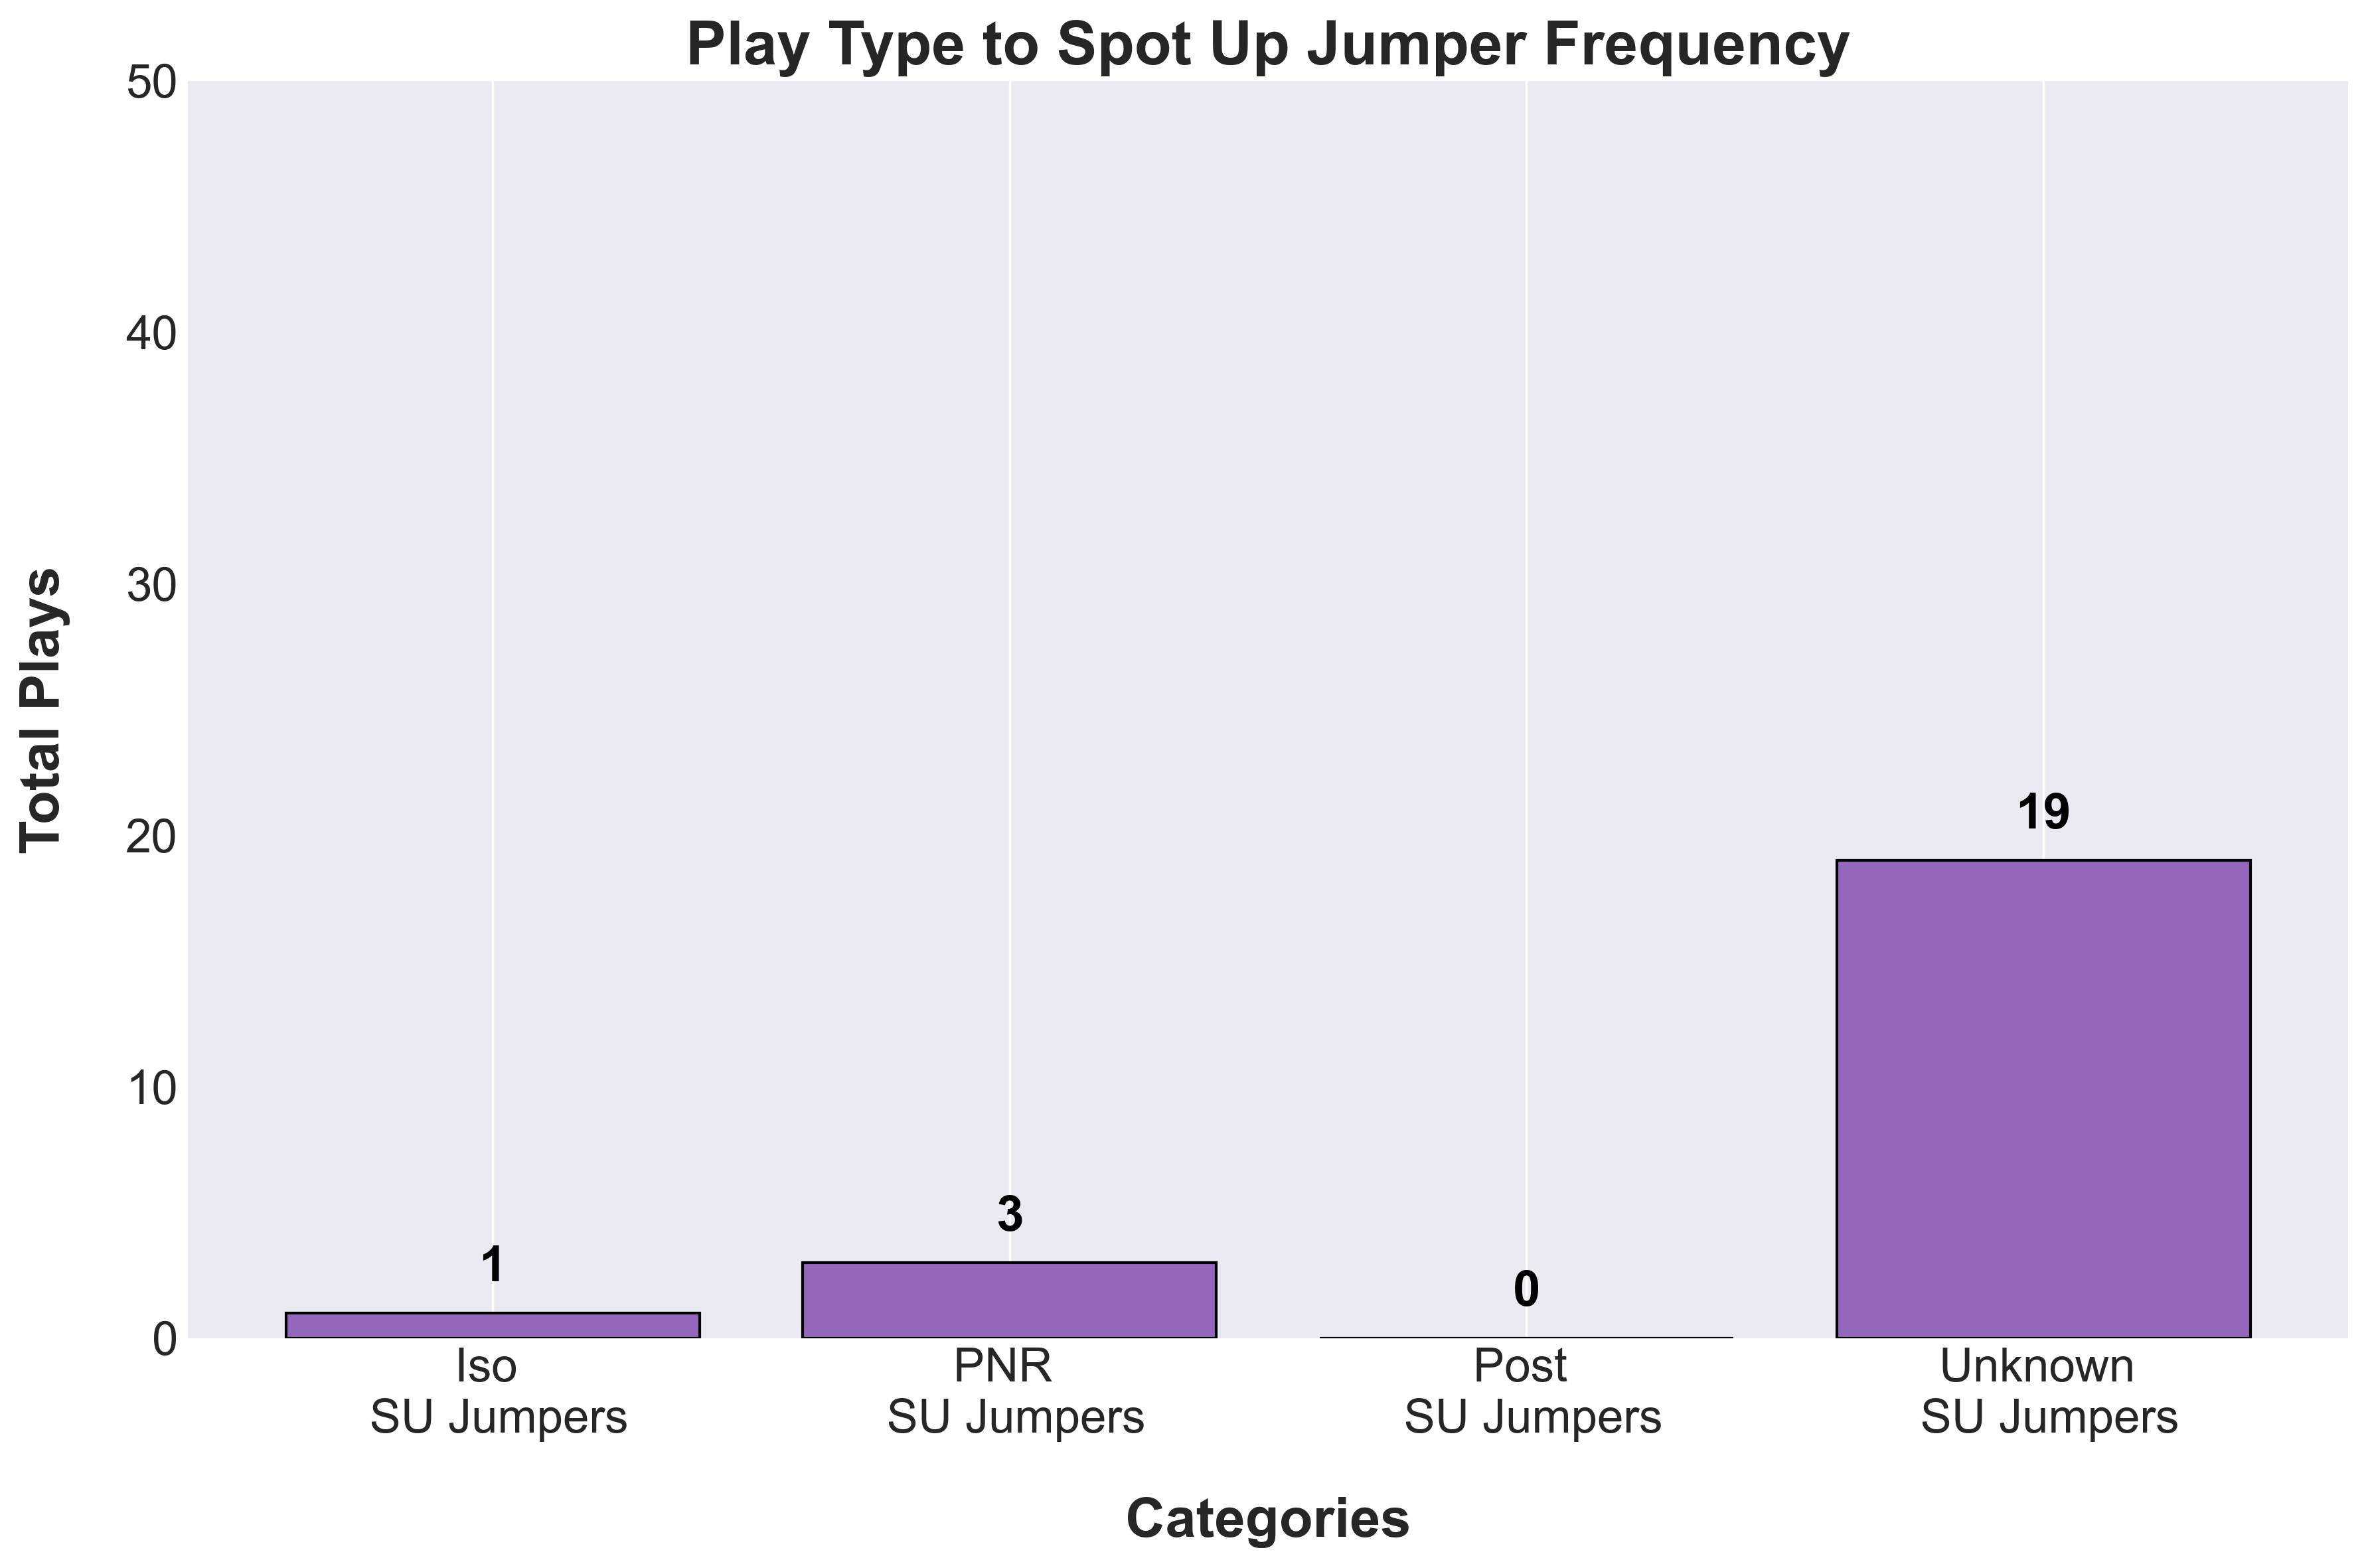 Play Type to Spot Up Jumper Frequency
Total Plays
50
40
30
20
10
0
1
3
0
19
Iso
SU Jumpers
PNR
SU Jumpers
Post
SU Jumpers
Unknown
SU Jumpers
Categories